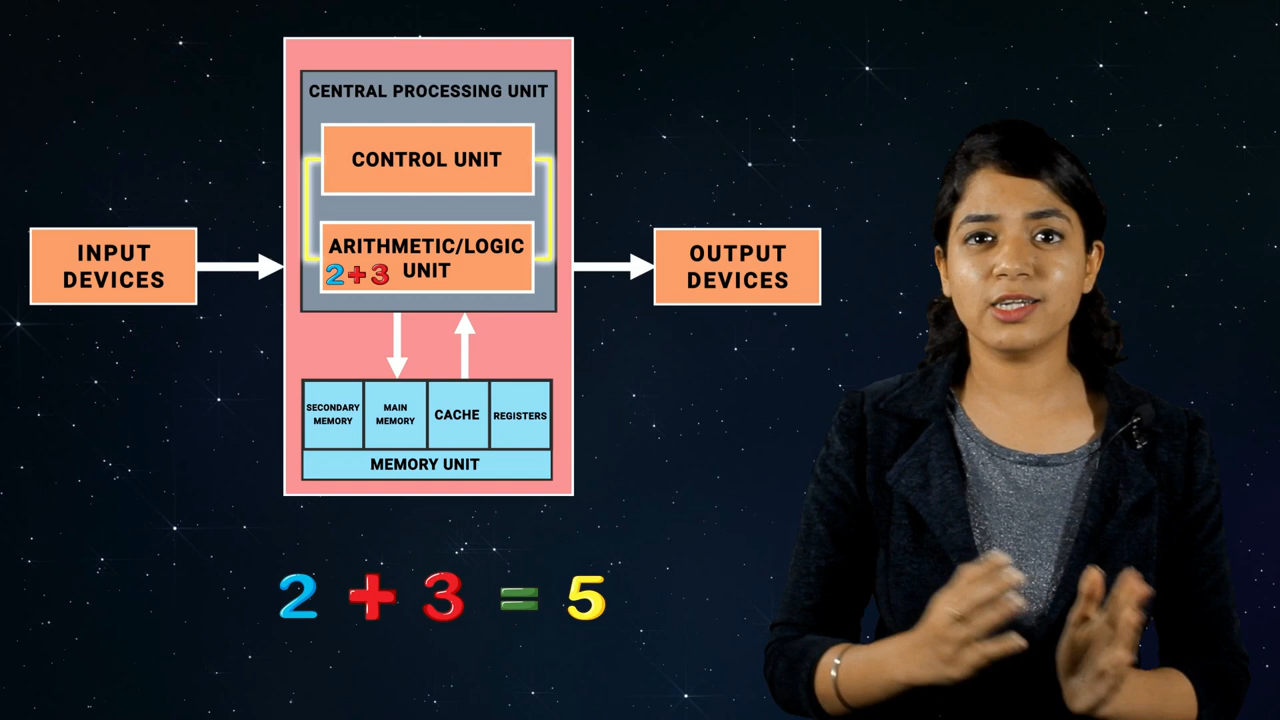 CENTRAL PROCESSING UNIT
CONTROL UNIT
ARITHMETIC/LOGIC
2+3 UNIT
INPUT
DEVICES
OUTPUT
DEVICES
SECONDARY
MEMORY
MAIN
MEMORY
CACHE
REGISTERS
MEMORY UNIT
2 + 3 = 5